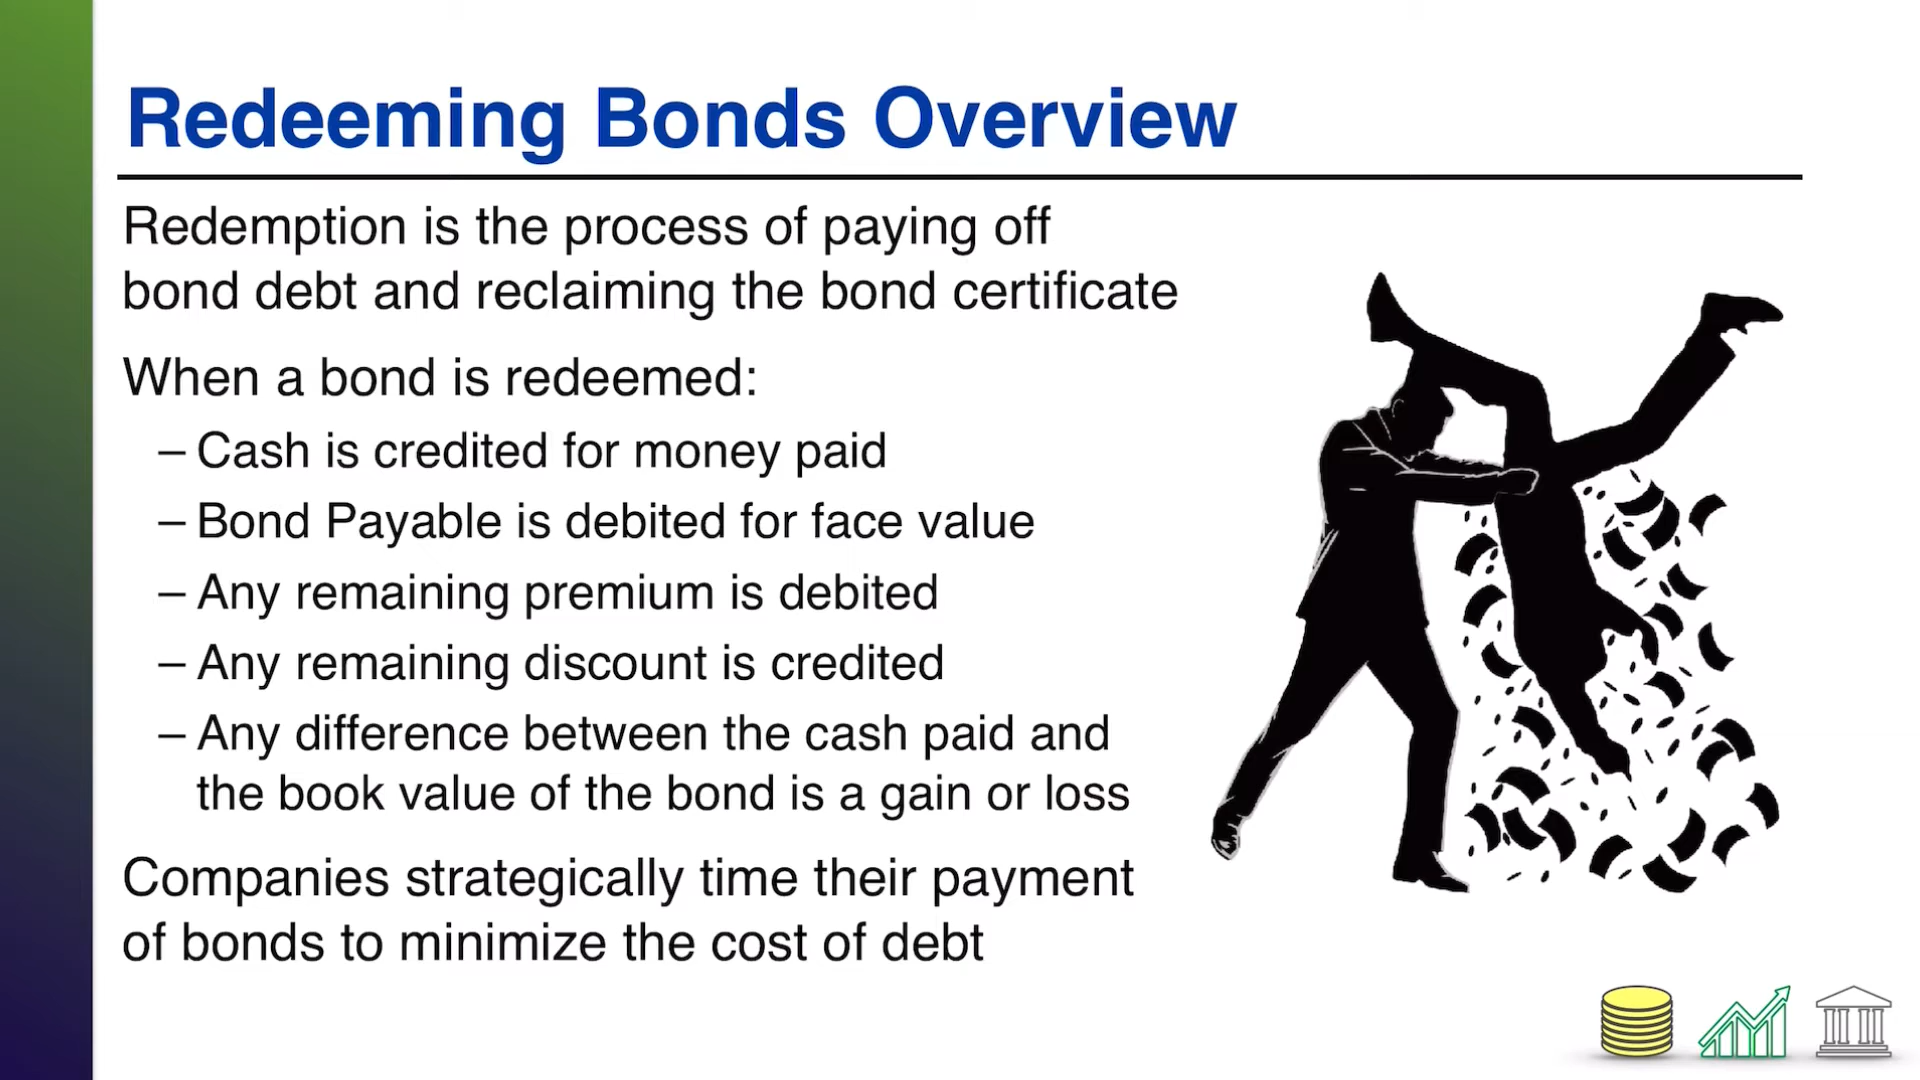 Redeeming Bonds Overview
Redemption is the process of paying off
bond debt and reclaiming the bond certificate
When a bond is redeemed:
– Cash is credited for money paid
– Bond Payable is debited for face value
– Any remaining premium is debited
– Any remaining discount is credited
– Any difference between the cash paid and
the book value of the bond is a gain or loss
Companies strategically time their payment
of bonds to minimize the cost of debt